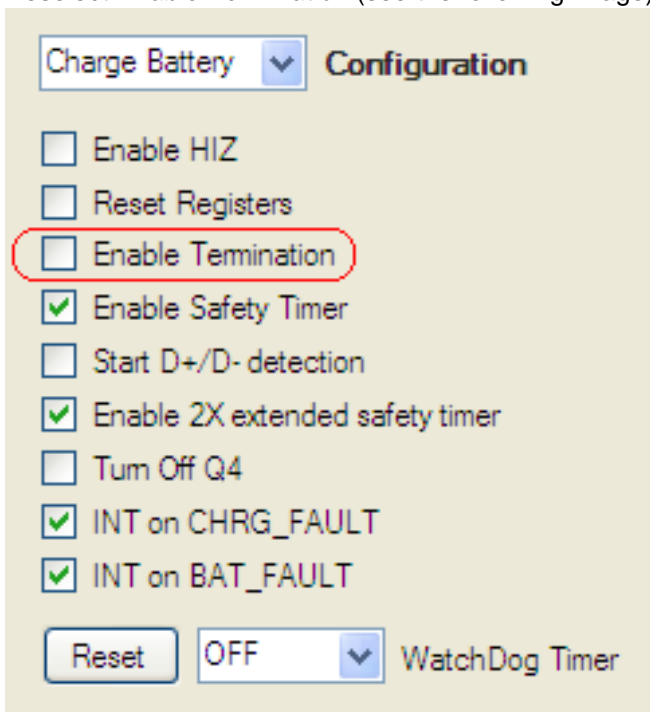 Charge Battery Configuration
Enable HIZ
Reset Registers
Enable Termination
Enable Safety Timer
Start D+/D- detection
Enable 2X extended safety timer
Turn Off Q4
INT on CHRG_FAULT
INT on BAT_FAULT
Reset OFF WatchDog Timer